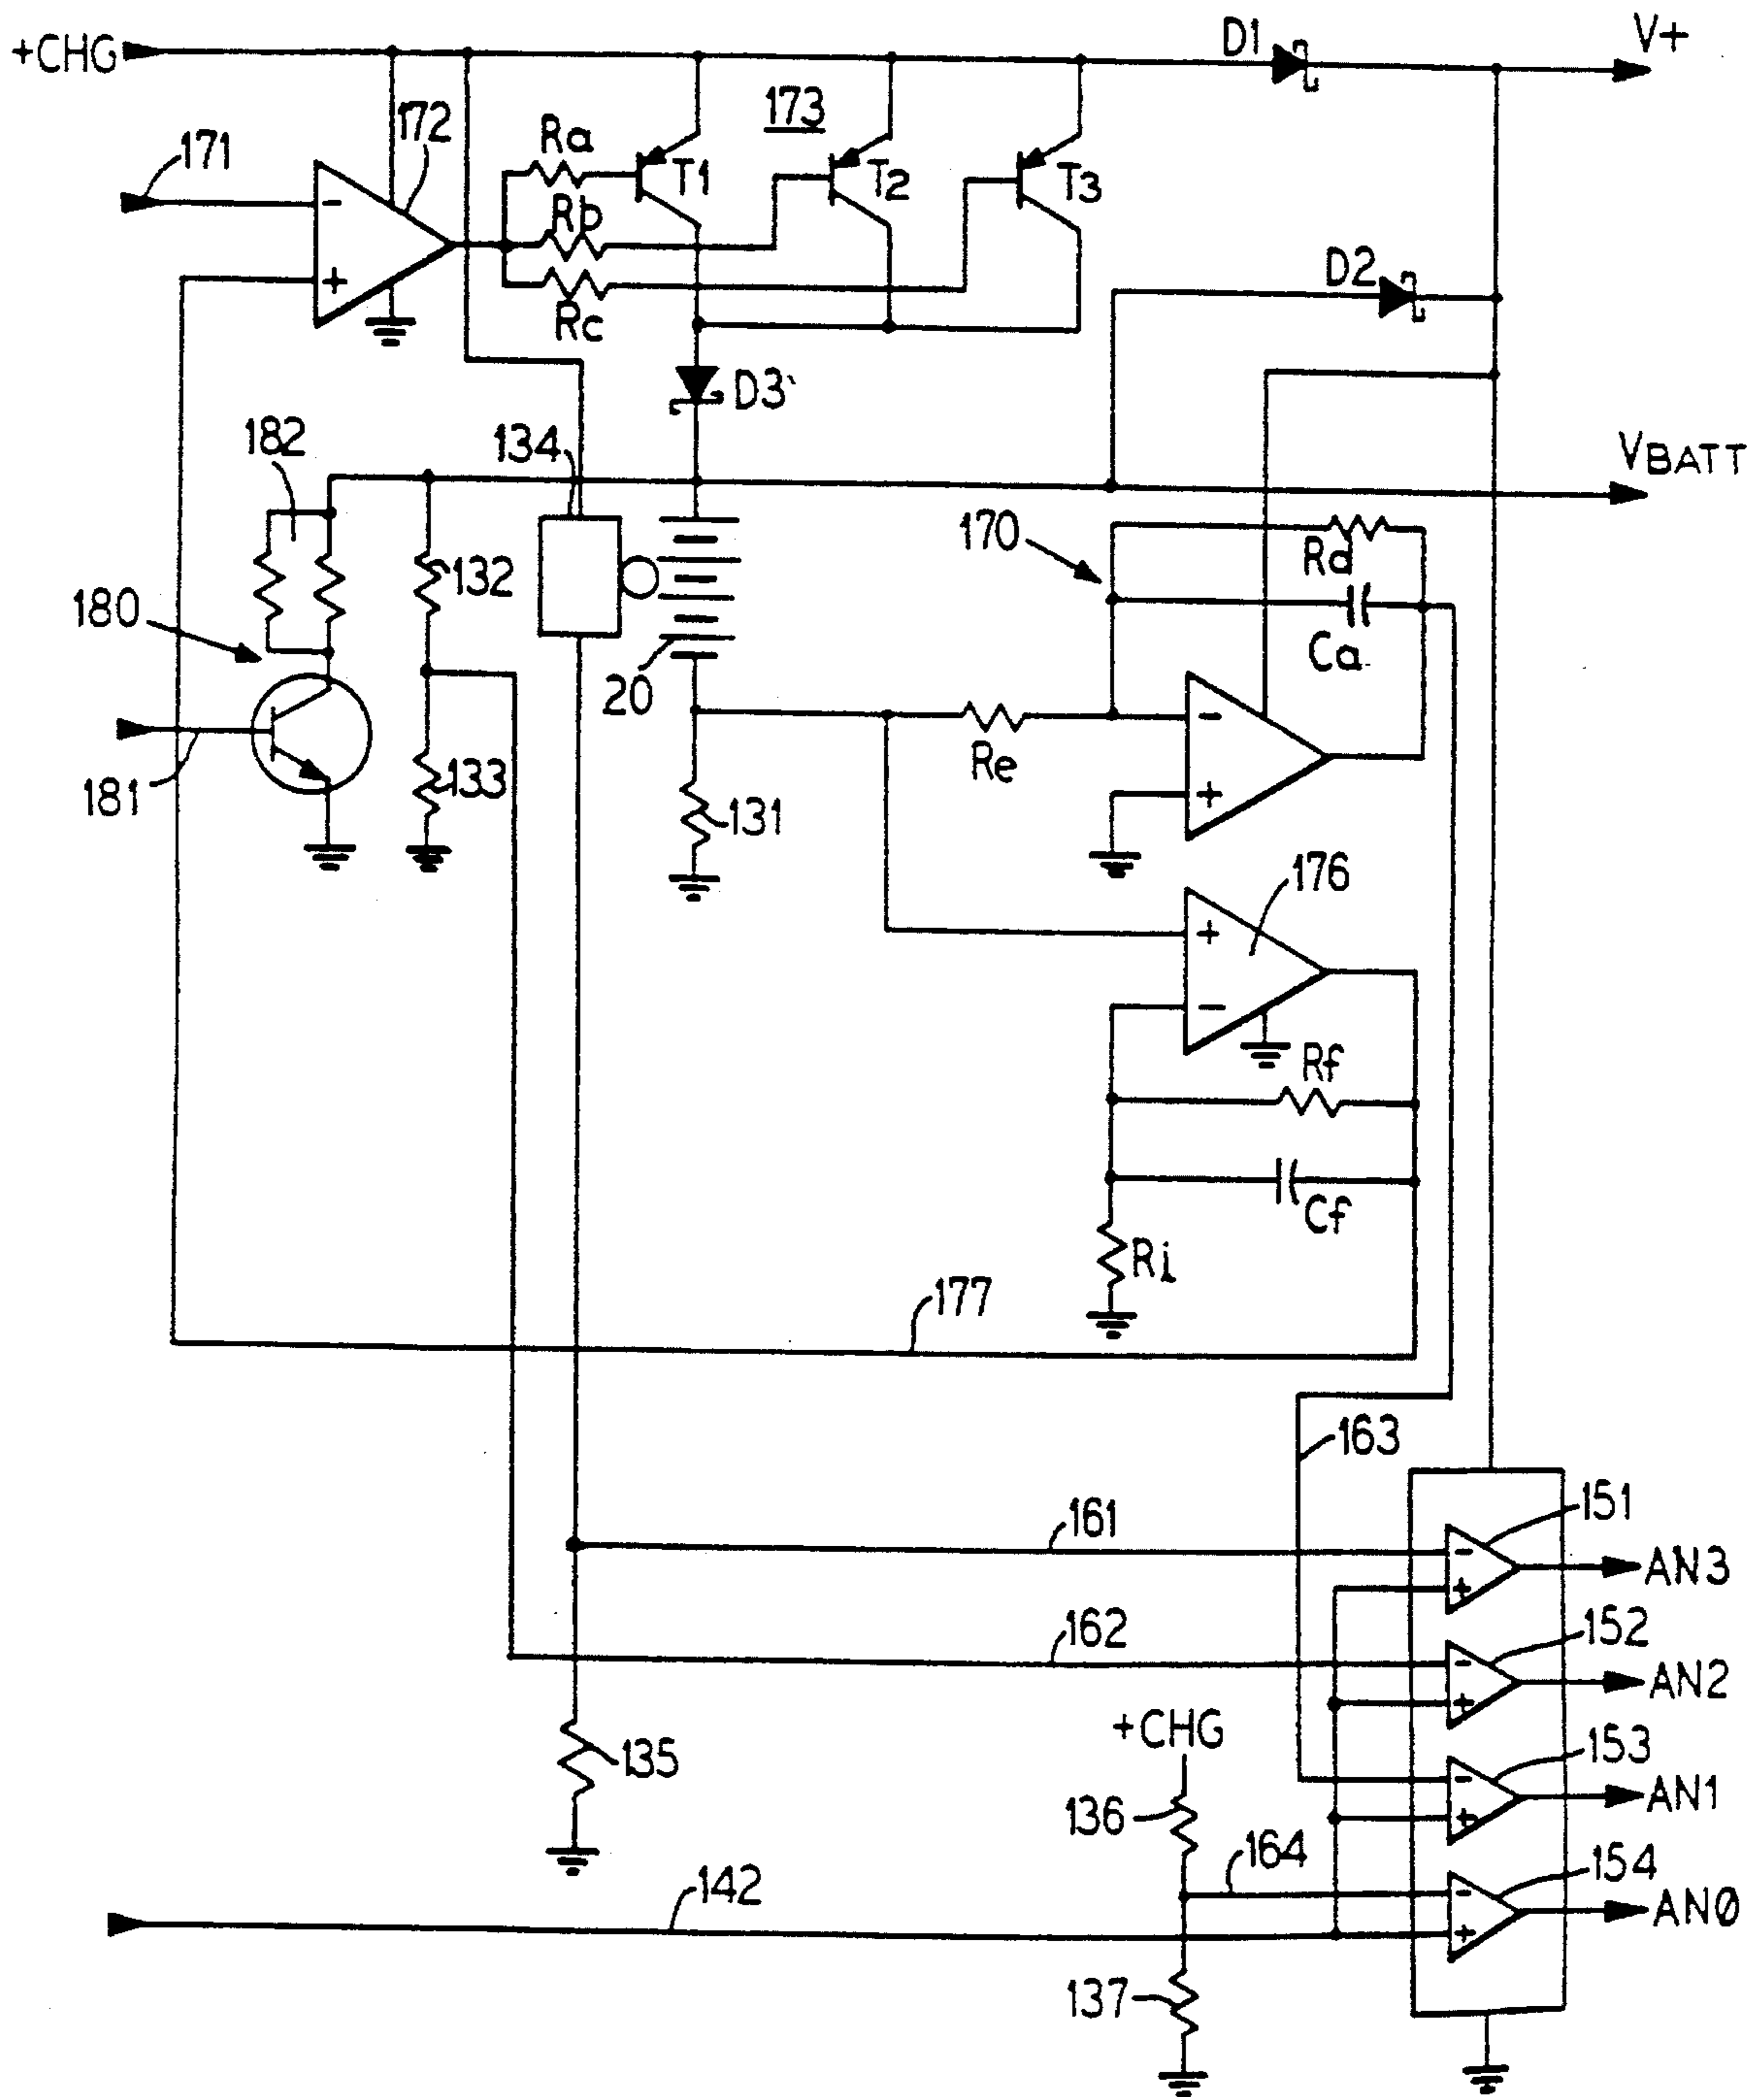 +CHG
D1
V+
171
172
Ra
173
T1
T2
T3
Rb
Rc
D2
D3
182
134
VBATT
170
Rd
132
180
Ca
20
Re
181
133
131
176
Rf
Cf
Ri
177
163
161
151
AN3
162
152
AN2
+CHG
135
153
AN1
136
164
154
142
AN0
137